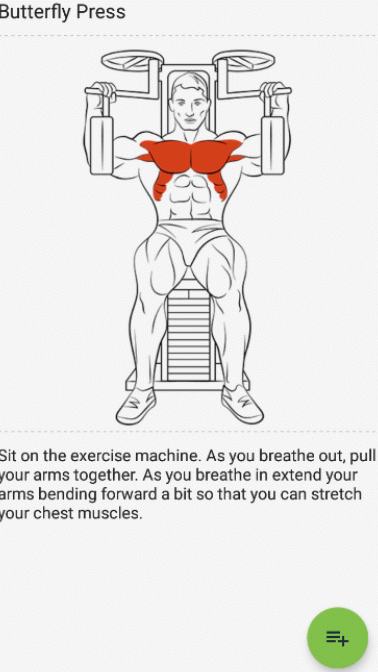 Butterfly Press
Sit on the exercise machine. As you breathe out, pull
your arms together. As you breathe in extend your
arms bending forward a bit so that you can stretch
your chest muscles.